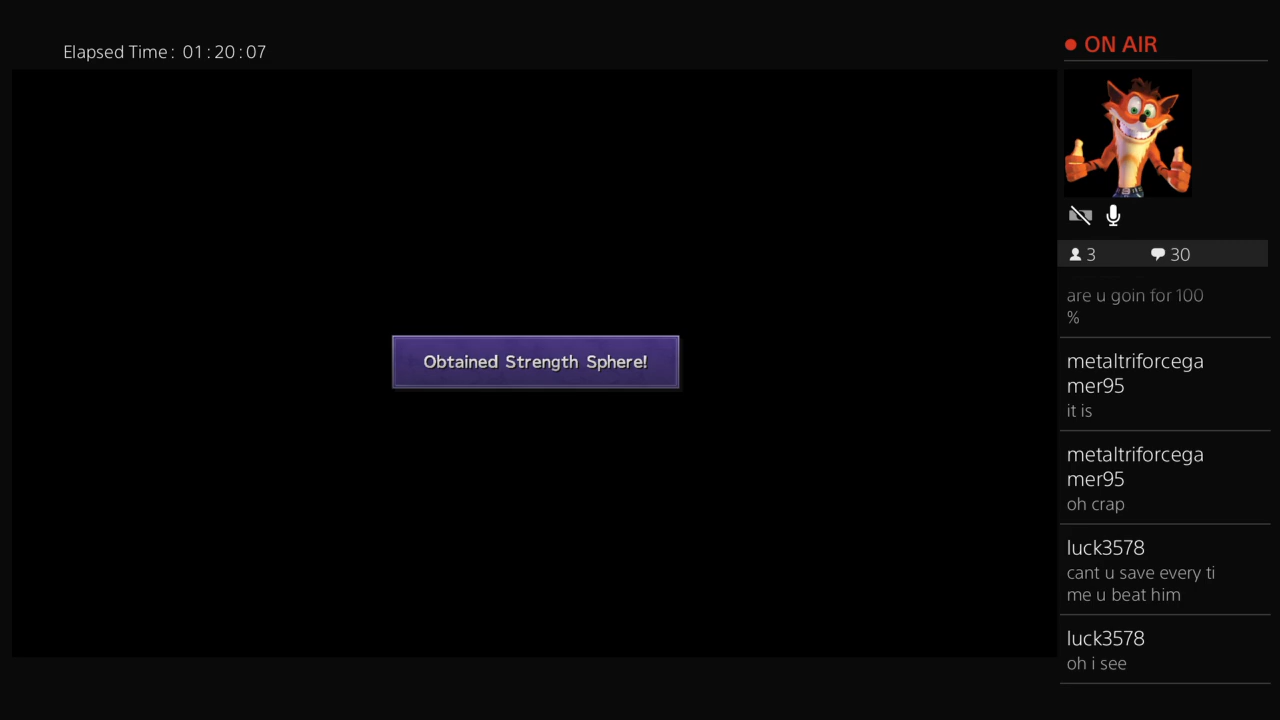 Elapsed Time: 01:20:07
ON AIR
Obtained Strength Sphere!
3
30
are u goin for 100
%
metaltriforcega
mer95
it is
metaltriforcega
mer95
oh crap
luck3578
cant u save every ti
me u beat him
luck3578
oh i see